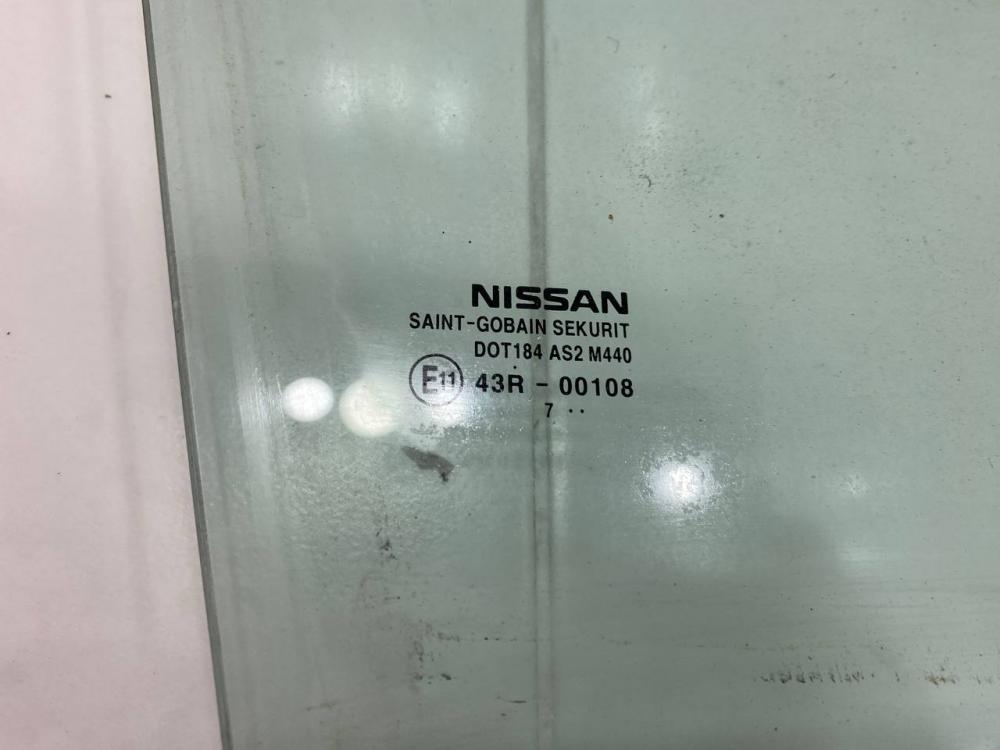 NISSAN
SAINT-GOBAIN SEKURIT
DOT184 AS2 M440
E11 43R - 00108
7 ··